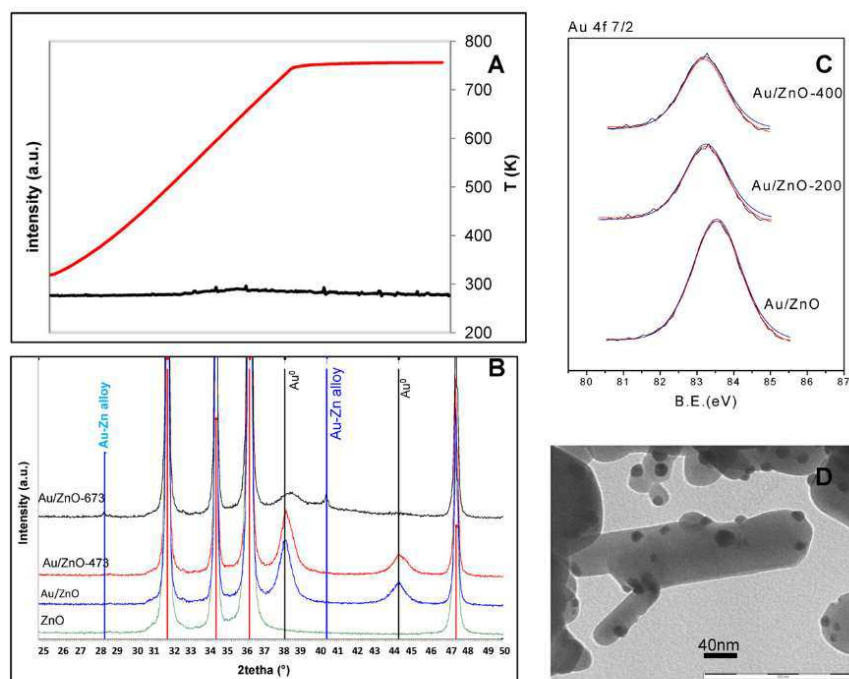 A
800
700
600
500
400
300
200
intensity (a.u.)
T (K)
B
Au-Zn alloy
Au⁰
Au-Zn alloy
Au⁰
Au/ZnO-673
Au/ZnO-473
Au/ZnO
ZnO
Intensity (a.u.)
25 26 27 28 29 30 31 32 33 34 35 36 37 38 39 40 41 42 43 44 45 46 47 48 49 50
2tetha (°)
Au 4f 7/2
C
Au/ZnO-400
Au/ZnO-200
Au/ZnO
80 81 82 83 84 85 86 87
B.E.(eV)
D
40nm